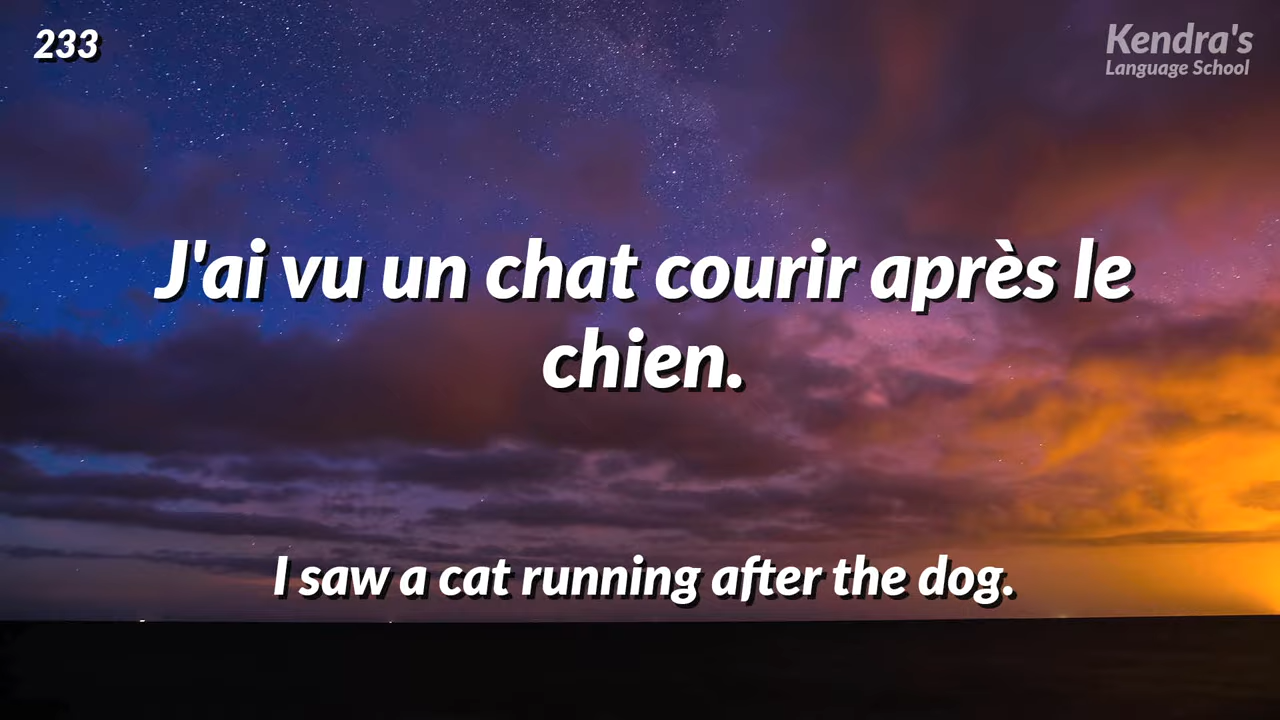 233
Kendra's
Language School
J'ai vu un chat courir après le
chien.
I saw a cat running after the dog.